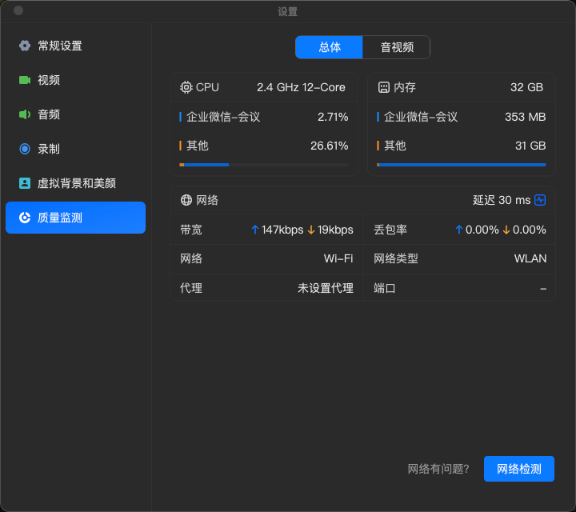 设置
常规设置
视频
音频
录制
虚拟背景和美颜
质量监测
总体 音视频
CPU 2.4 GHz 12-Core
企业微信-会议 2.71%
其他 26.61%
内存 32 GB
企业微信-会议 353 MB
其他 31 GB
网络 延迟 30 ms
带宽 ↑147kbps ↓19kbps 丢包率 ↑0.00% ↓0.00%
网络 Wi-Fi 网络类型 WLAN
代理 未设置代理 端口 -
网络有问题? 网络检测